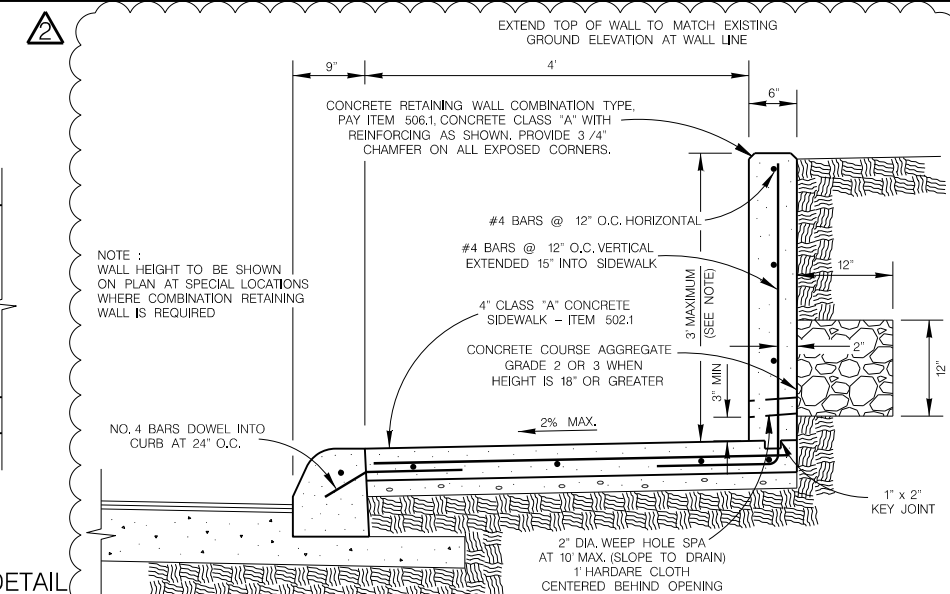 2
EXTEND TOP OF WALL TO MATCH EXISTING
GROUND ELEVATION AT WALL LINE
9"
4'
6"
CONCRETE RETAINING WALL COMBINATION TYPE,
PAY ITEM 506.1, CONCRETE CLASS "A" WITH
REINFORCING AS SHOWN. PROVIDE 3/4"
CHAMFER ON ALL EXPOSED CORNERS.
#4 BARS @ 12" O.C. HORIZONTAL
#4 BARS @ 12" O.C. VERTICAL
EXTENDED 15" INTO SIDEWALK
NOTE :
WALL HEIGHT TO BE SHOWN
ON PLAN AT SPECIAL LOCATIONS
WHERE COMBINATION RETAINING
WALL IS REQUIRED
12"
4" CLASS "A" CONCRETE
SIDEWALK - ITEM 502.1
3' MAXIMUM
(SEE NOTE)
2"
12"
CONCRETE COURSE AGGREGATE
GRADE 2 OR 3 WHEN
HEIGHT IS 18" OR GREATER
3" MIN
NO. 4 BARS DOWEL INTO
CURB AT 24" O.C.
2% MAX.
1" x 2"
KEY JOINT
2" DIA. WEEP HOLE SPA
AT 10' MAX. (SLOPE TO DRAIN)
1' HARDARE CLOTH
CENTERED BEHIND OPENING
DETAIL